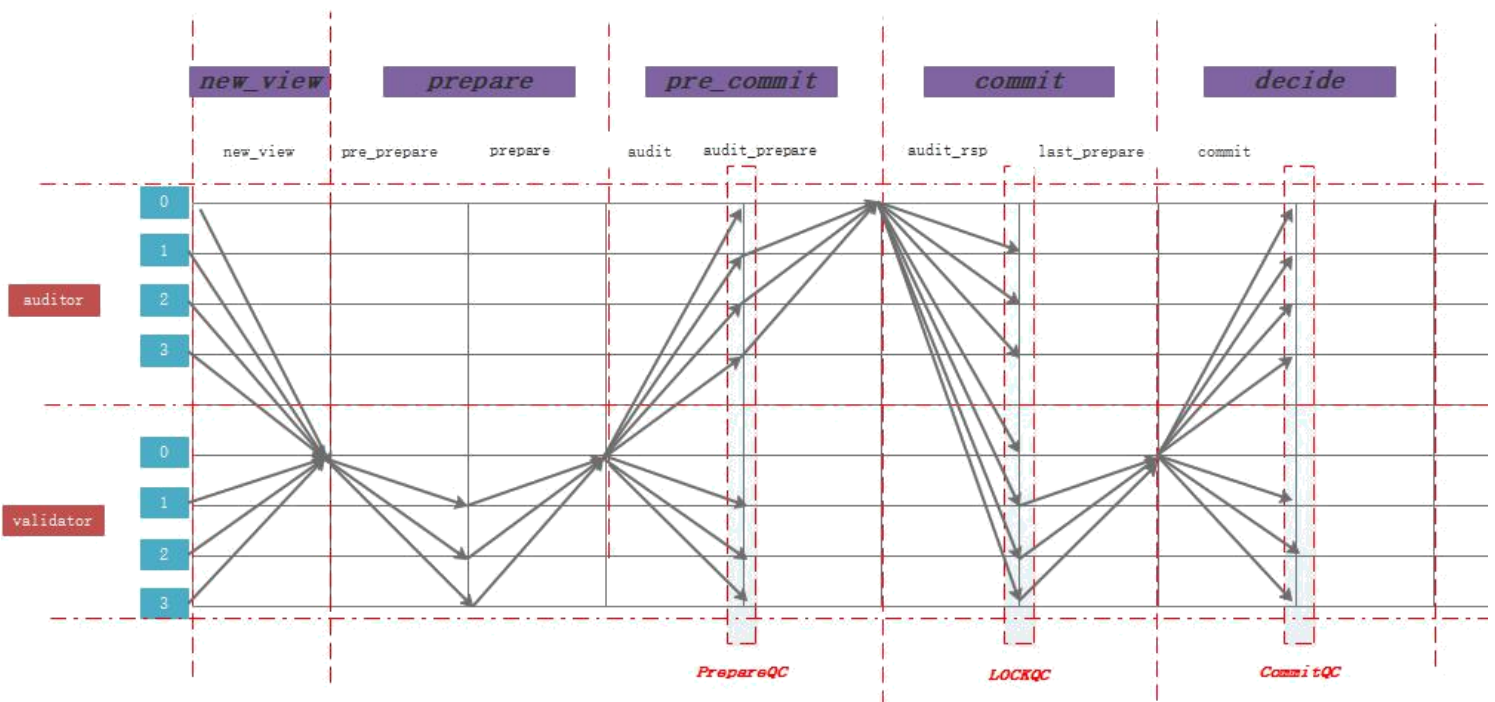 new_view
prepare
pre_commit
commit
decide
new_view
pre_prepare
prepare
audit
audit_prepare
audit_rsp
last_prepare
commit
0
1
auditor
2
3
0
1
validator
2
3
PrepareQC
LOCKQC
CommitQC